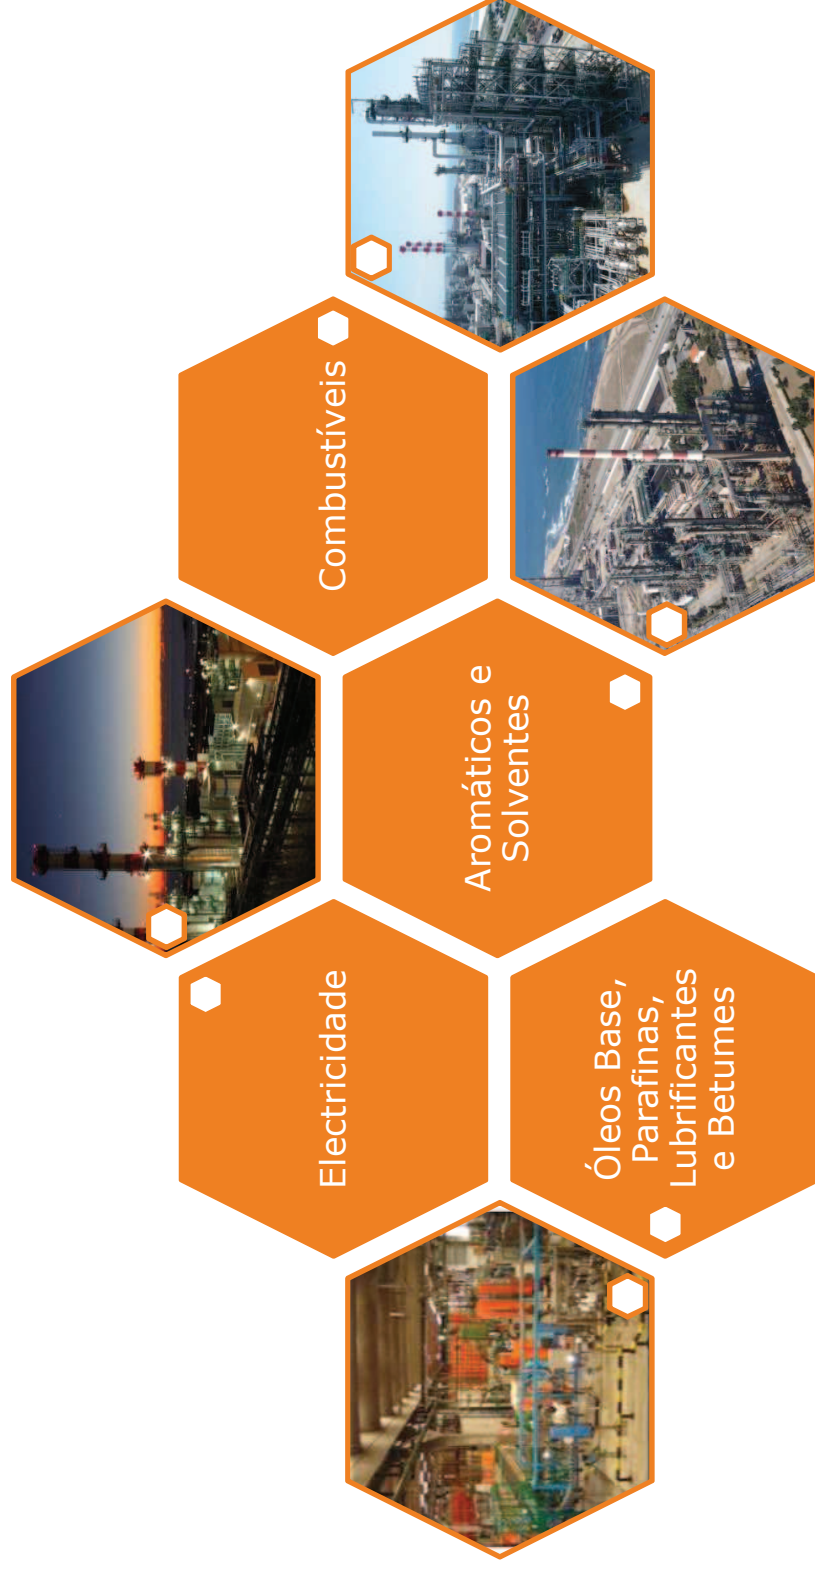 Electricidade
Combustíveis
Aromáticos e
Solventes
Óleos Base,
Parafinas,
Lubrificantes
e Betumes